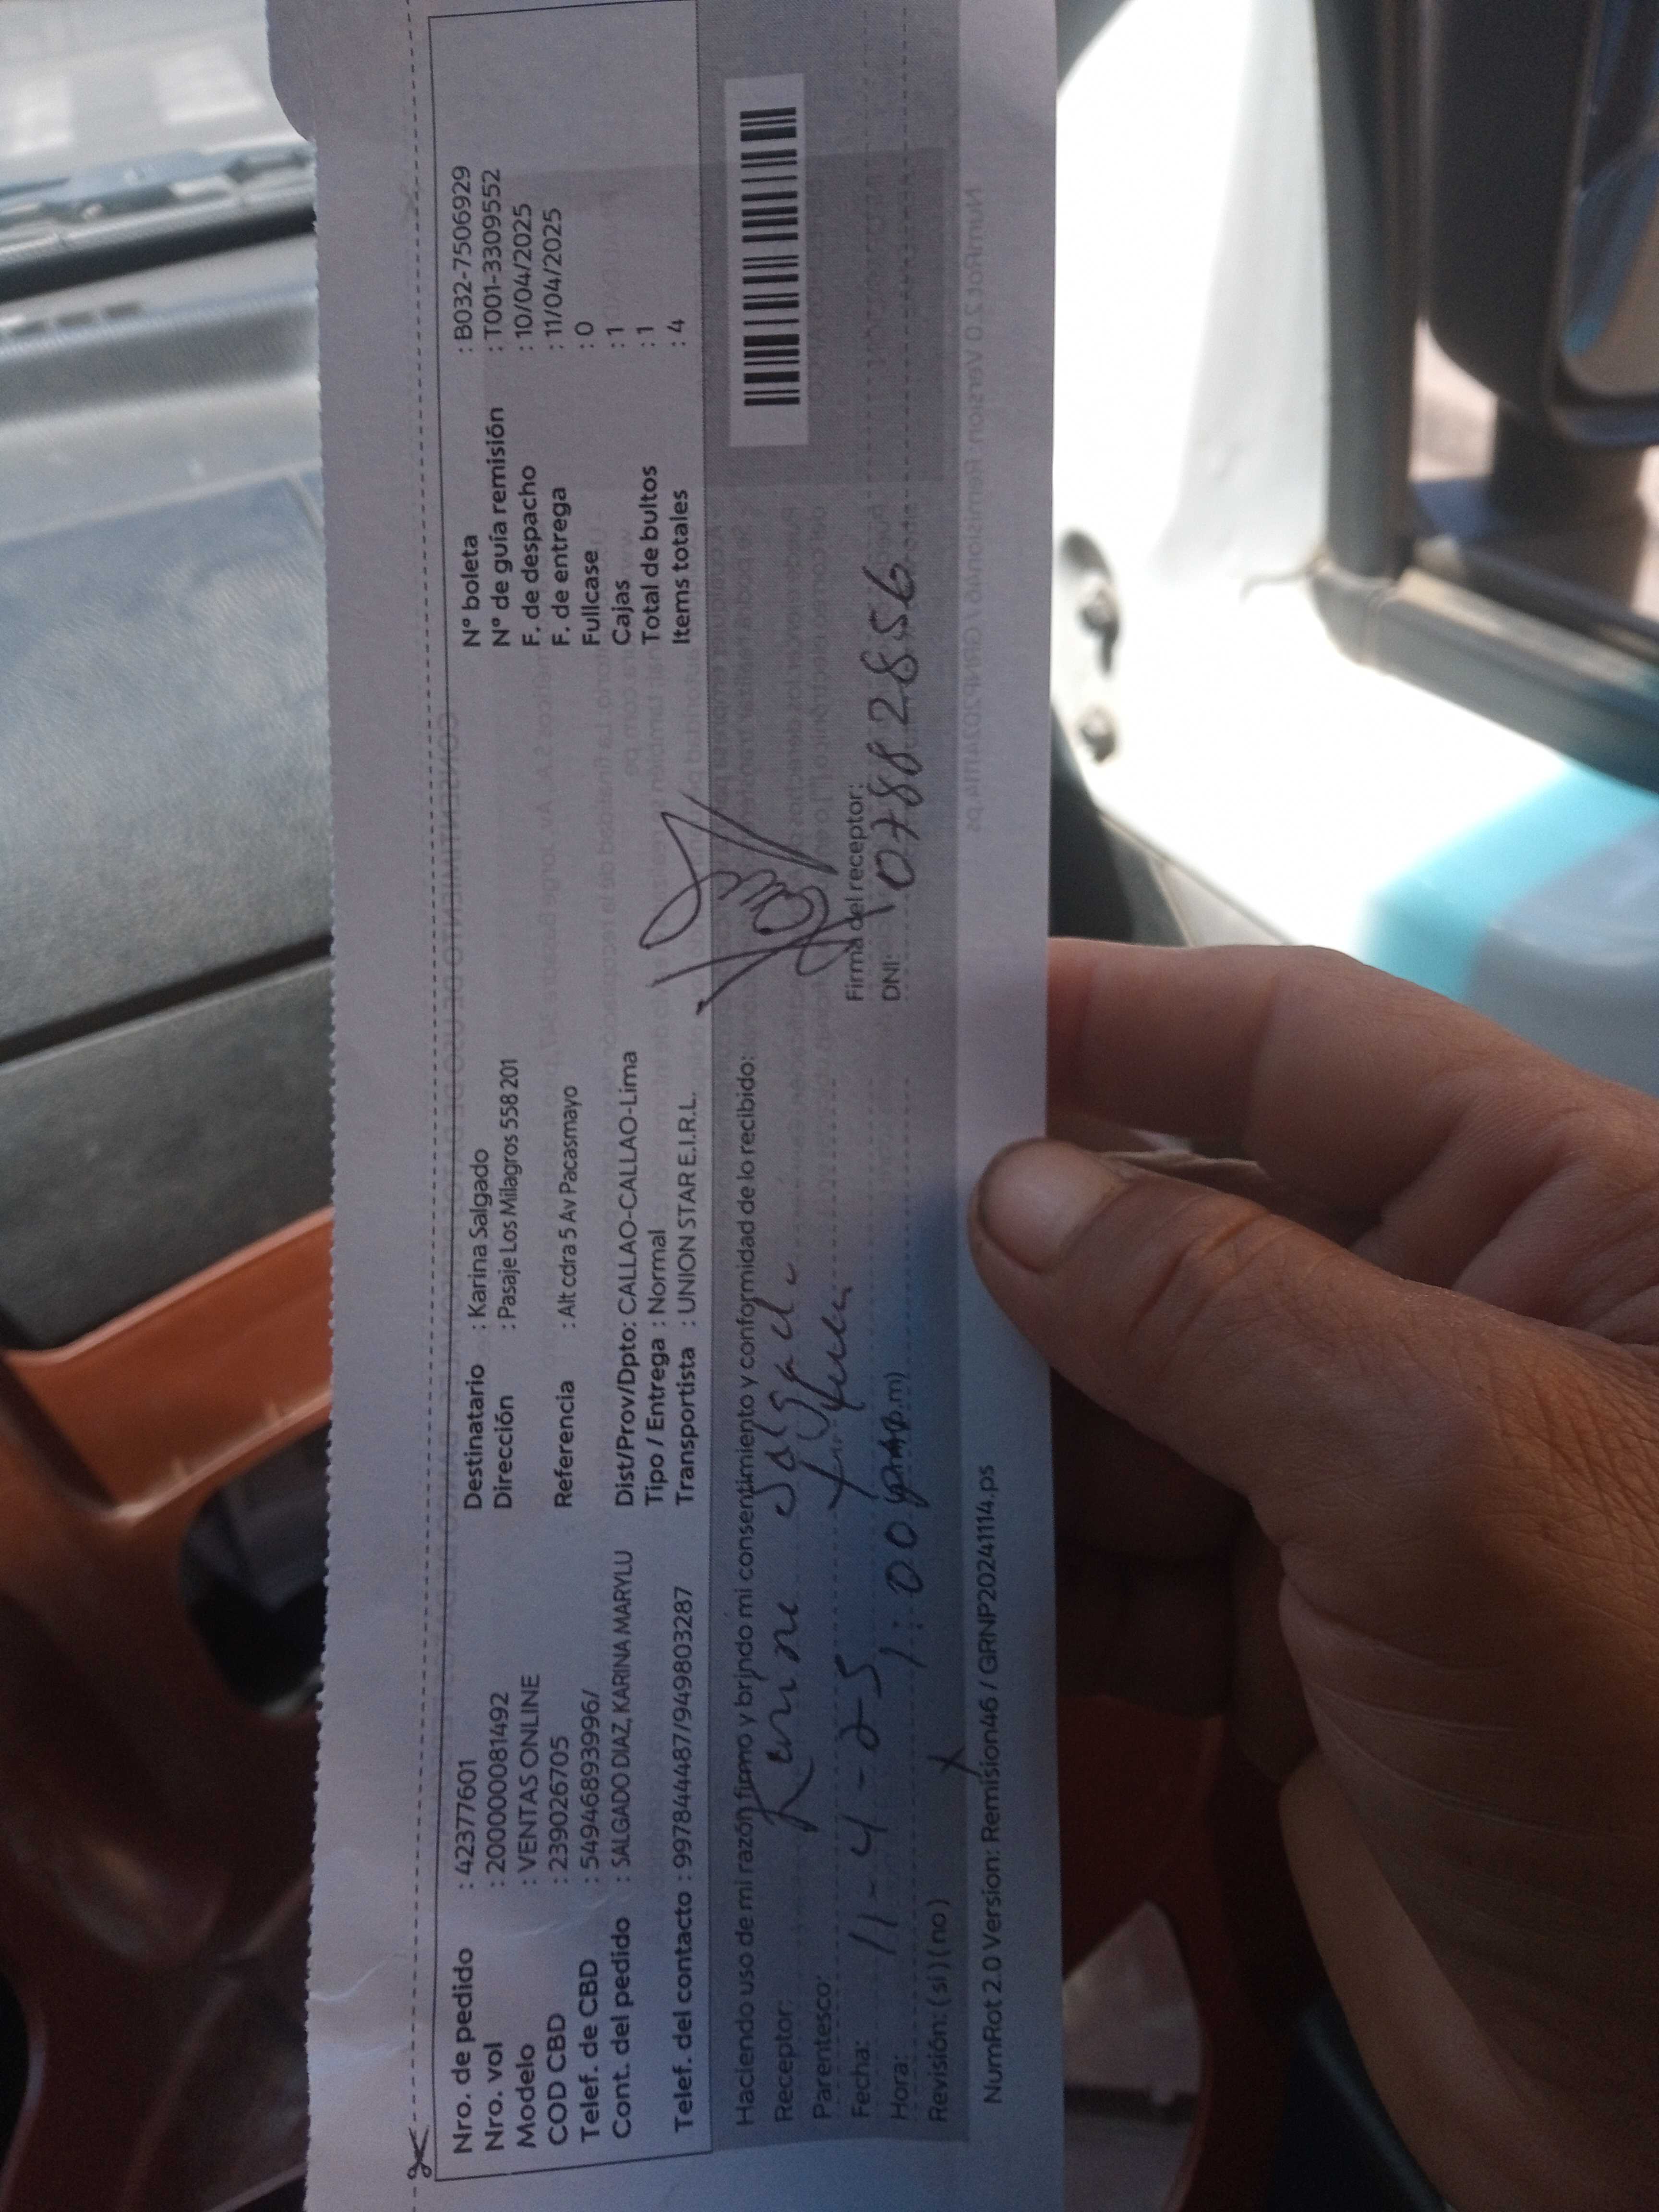 Nro. de pedido : 42377601
Nro. vol : 2000000081492
Modelo : VENTAS ONLINE
COD CBD : 239026705
Telef. de CBD : 5494689З996/
Cont. del pedido : SALGADO DIAZ, KARINA MARYLU
Telef. del contacto : 997844487/949803287
Destinatario : Karina Salgado
Dirección : Pasaje Los Milagros 558 201
Referencia : Alt cdra 5 Av Pacasmayo
Dist/Prov/Dpto: CALLAO-CALLAO-Lima
Tipo / Entrega : Normal
Transportista : UNION STAR E.I.R.L.
N° boleta : B032-7506929
N° de guía remisión : T001-3309552
F. de despacho : 10/04/2025
F. de entrega : 11/04/2025
Fullcase : 0
Cajas : 1
Total de bultos : 1
Items totales : 4
Haciendo uso de mi razón firmo y brindo mi consentimiento y conformidad de lo recibido:
Receptor:
Parentesco:
Fecha: 11-4-25
Hora: 1:00 p.m)
Revisión: (si) (no)
Firma del receptor:
DNI: 07882856
NumRot 2.0 Version: Remision46 / GRNP20241114.ps